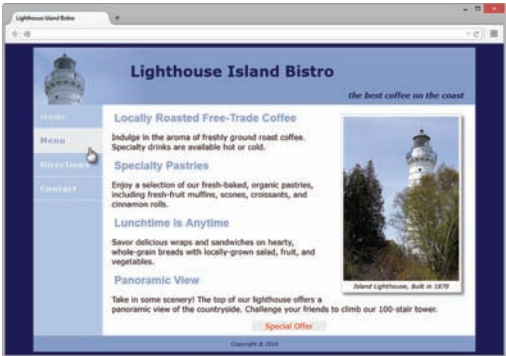 Lighthouse Island Bistro
Lighthouse Island Bistro
the best coffee on the coast
Home
Menu
Directions
Contact
Locally Roasted Free-Trade Coffee
Indulge in the aroma of freshly ground roast coffee.
Specialty drinks are available hot or cold.
Specialty Pastries
Enjoy a selection of our fresh-baked, organic pastries,
including fresh-fruit muffins, scones, croissants, and
cinnamon rolls.
Lunchtime is Anytime
Savor delicious wraps and sandwiches on hearty,
whole-grain breads with locally-grown salad, fruit, and
vegetables.
Panoramic View
Take in some scenery! The top of our lighthouse offers a
panoramic view of the countryside. Challenge your friends to climb our 100-stair tower.
Island Lighthouse, Built in 1870
Special Offer
Copyright © 2016